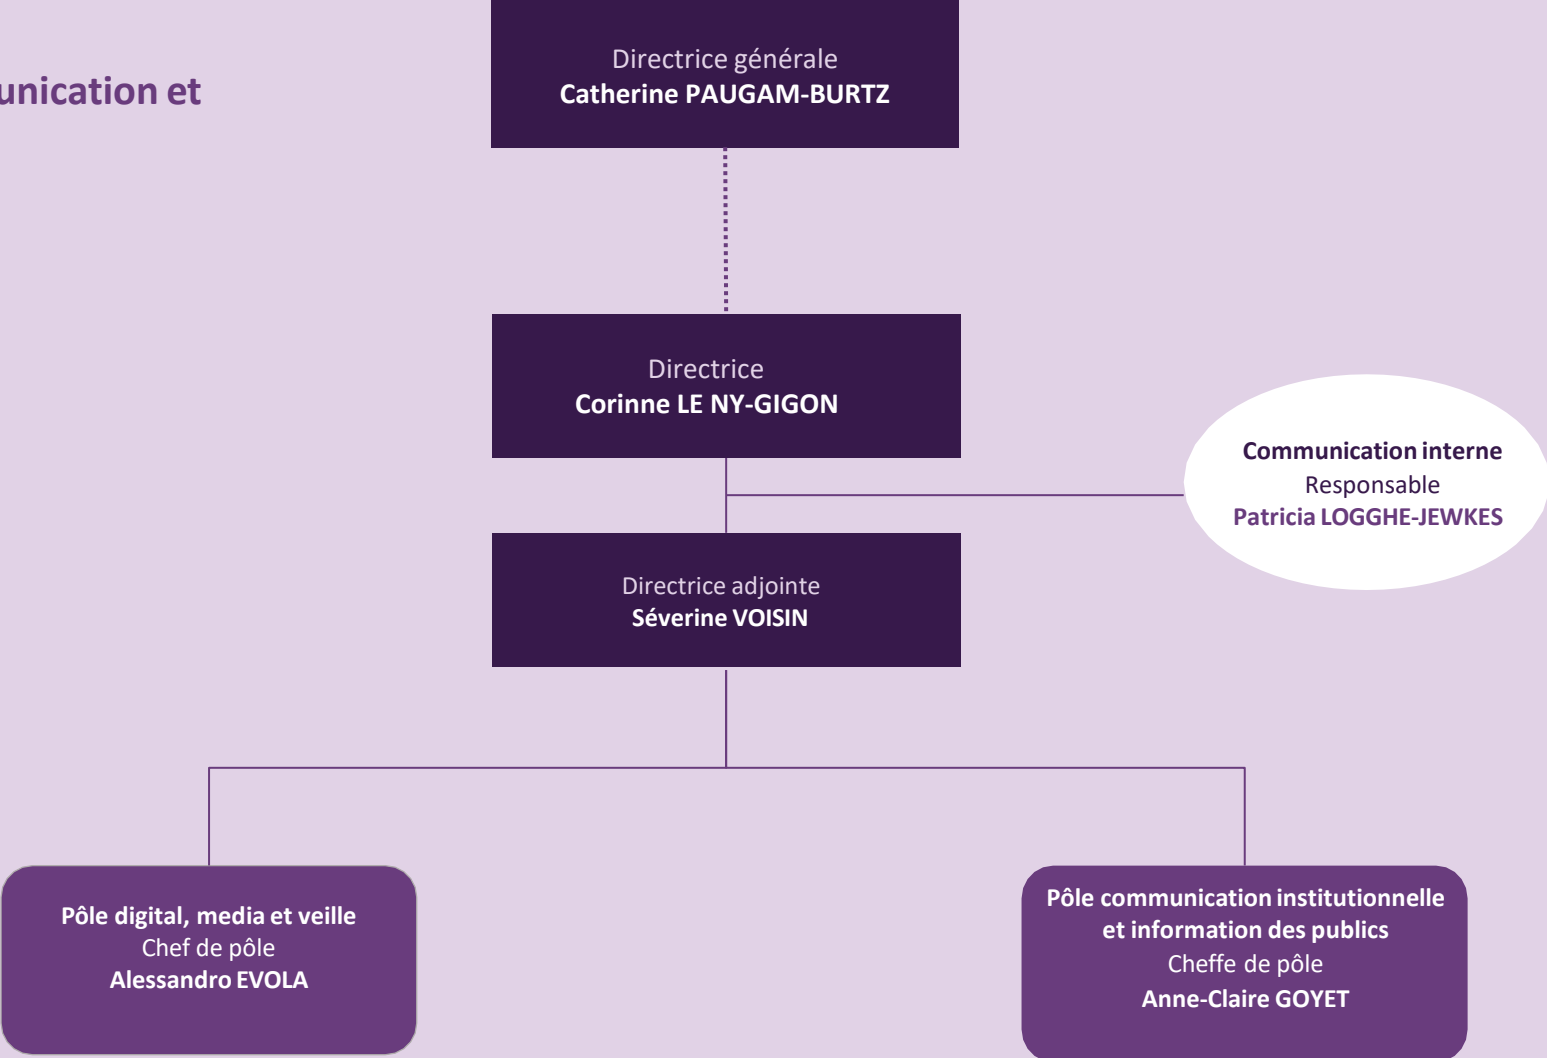 unication et
Directrice générale
Catherine PAUGAM-BURTZ
Directrice
Corinne LE NY-GIGON
Communication interne
Responsable
Patricia LOGGHE-JEWKES
Directrice adjointe
Séverine VOISIN
Pôle digital, media et veille
Chef de pôle
Alessandro EVOLA
Pôle communication institutionnelle
et information des publics
Cheffe de pôle
Anne-Claire GOYET